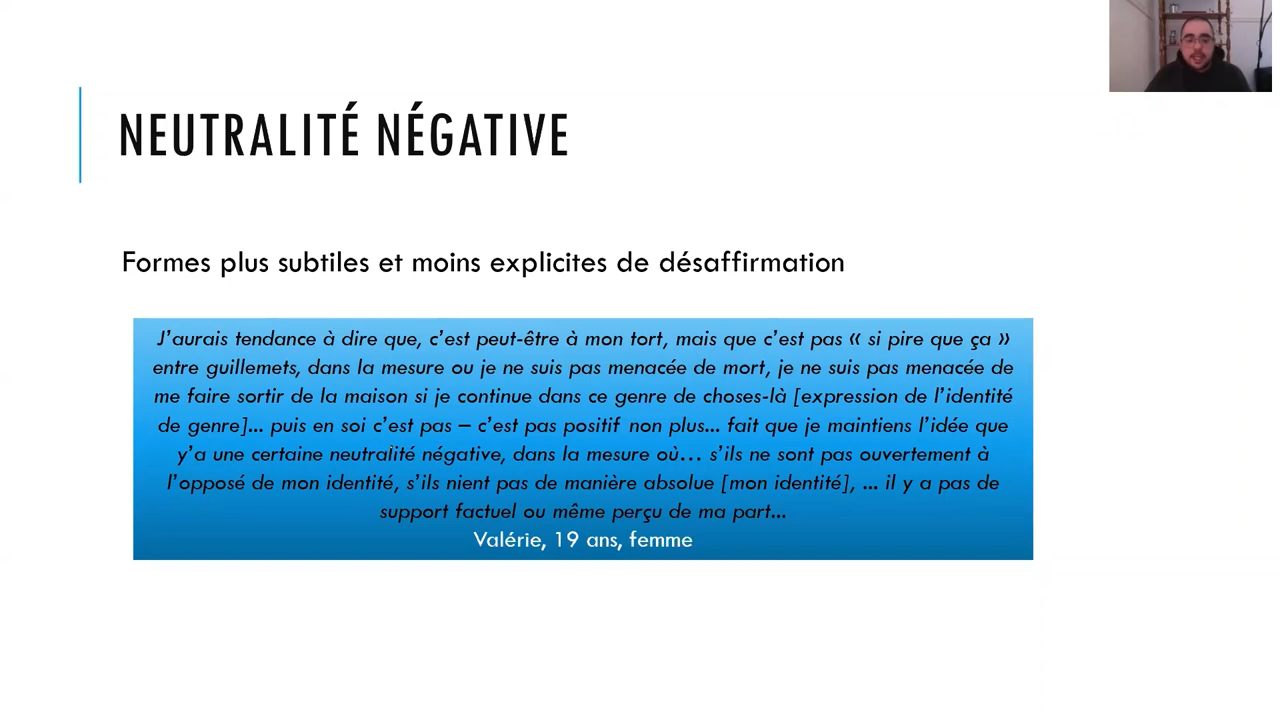 NEUTRALITÉ NÉGATIVE
Formes plus subtiles et moins explicites de désaffirmation
J’aurais tendance à dire que, c’est peut-être à mon tort, mais que c’est pas « si pire que ça »
entre guillemets, dans la mesure ou je ne suis pas menacée de mort, je ne suis pas menacée de
me faire sortir de la maison si je continue dans ce genre de choses-là [expression de l’identité
de genre]... puis en soi c’est pas – c’est pas positif non plus... fait que je maintiens l’idée que
y’a une certaine neutralité négative, dans la mesure où… s’ils ne sont pas ouvertement à
l’opposé de mon identité, s’ils nient pas de manière absolue [mon identité], ... il y a pas de
support factuel ou même perçu de ma part...
Valérie, 19 ans, femme